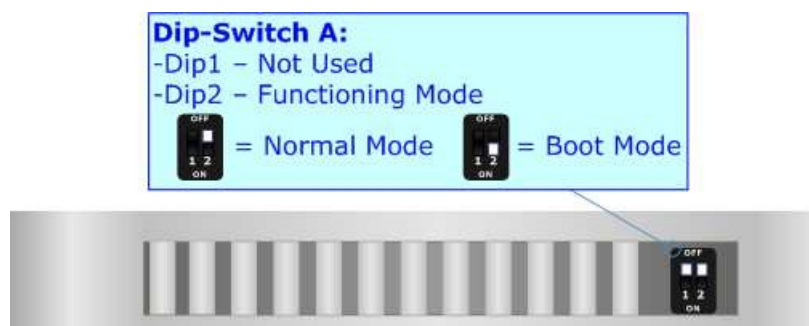 Dip-Switch A:
-Dip1 – Not Used
-Dip2 – Functioning Mode
OFF
1 2
ON
= Normal Mode
OFF
1 2
ON
= Boot Mode
OFF
1 2
ON